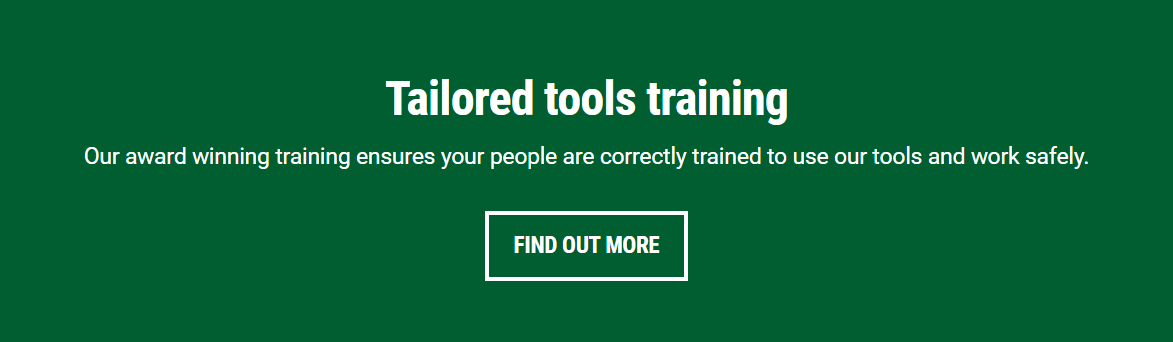 Tailored tools training
Our award winning training ensures your people are correctly trained to use our tools and work safely.
FIND OUT MORE